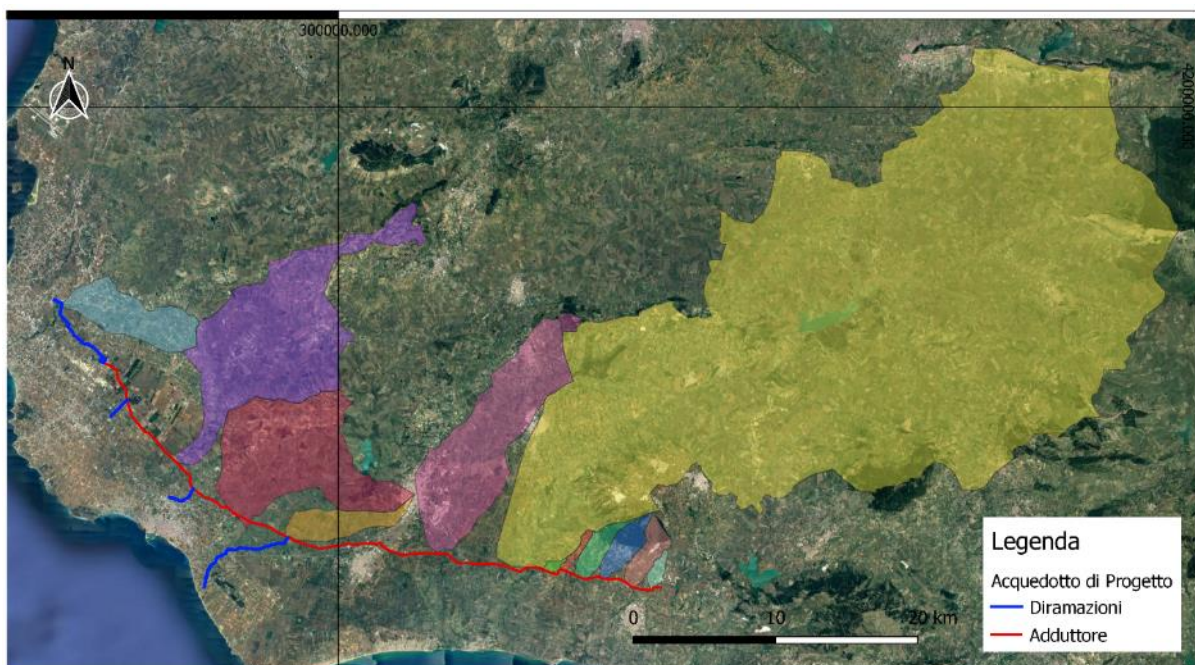 300000.000
N
4200000.000
Legenda
Acquedotto di Progetto
Diramazioni
Adduttore
0 10 20 km